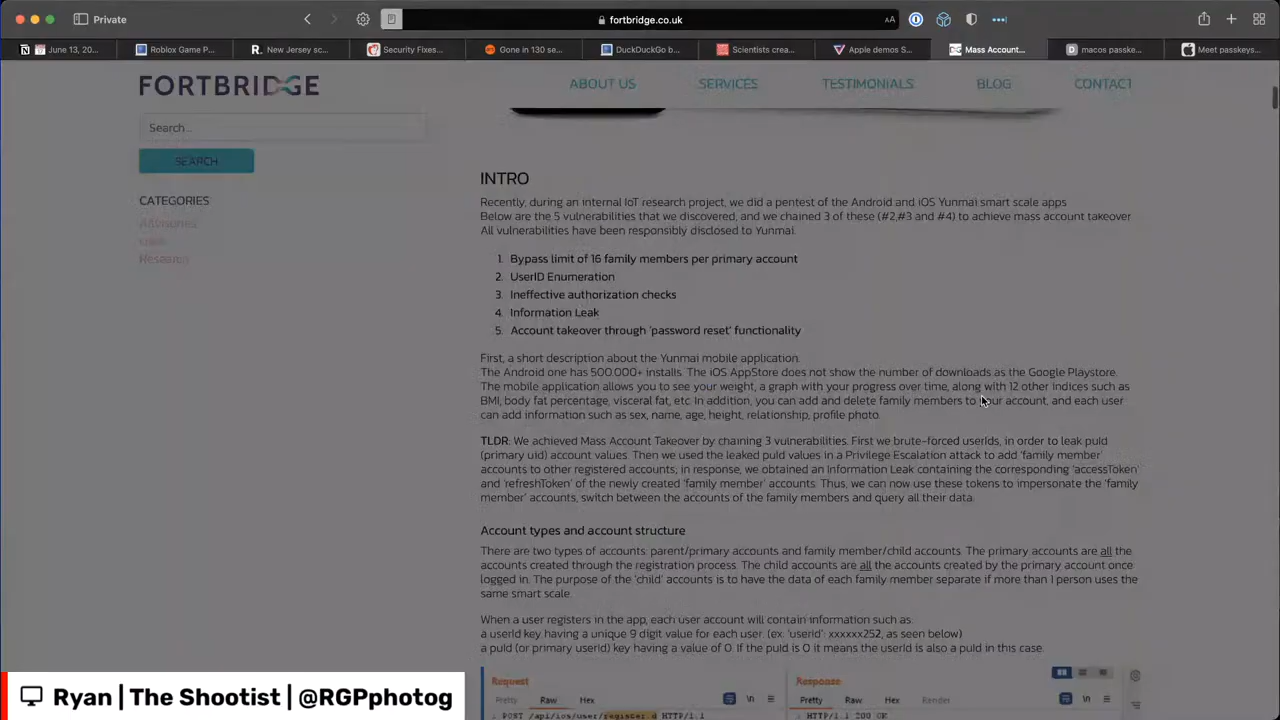 Private
fortbridge.co.uk
June 13, 20...
Roblox Game P...
New Jersey sc...
Security Fixes...
Gone in 130 se...
DuckDuckGo b...
Scientists crea...
Apple demos S...
Mass Account...
macos passke...
Meet passkeys...
FORTBRIDGE
ABOUT US
SERVICES
TESTIMONIALS
BLOG
CONTACT
Search...
SEARCH
CATEGORIES
Advisories
Research
INTRO
Recently, during an internal IoT research project, we did a pentest of the Android and iOS Yunmai smart scale apps
Below are the 5 vulnerabilities that we discovered, and we chained 3 of these (#2,#3 and #4) to achieve mass account takeover
All vulnerabilities have been responsibly disclosed to Yunmai.
1. Bypass limit of 16 family members per primary account
2. UserID Enumeration
3. Ineffective authorization checks
4. Information Leak
5. Account takeover through 'password reset' functionality
First, a short description about the Yunmai mobile application.
The Android one has 500.000+ installs. The iOS AppStore does not show the number of downloads as the Google Playstore.
The mobile application allows you to see your weight, a graph with your progress over time, along with 12 other indices such as
BMI, body fat percentage, visceral fat, etc. In addition, you can add and delete family members to your account, and each user
can add information such as sex, name, age, height, relationship, profile photo.
TLDR: We achieved Mass Account Takeover by chaining 3 vulnerabilities. First we brute-forced userIds, in order to leak puId
(primary uid) account values. Then we used the leaked puId values in a Privilege Escalation attack to add 'family member'
accounts to other registered accounts; in response, we obtained an Information Leak containing the corresponding 'accessToken'
and 'refreshToken' of the newly created 'family member' accounts. Thus, we can now use these tokens to impersonate the 'family
member' accounts, switch between the accounts of the family members and query all their data.
Account types and account structure
There are two types of accounts: parent/primary accounts and family member/child accounts. The primary accounts are all the
accounts created through the registration process. The child accounts are all the accounts created by the primary account once
logged in. The purpose of the 'child' accounts is to have the data of each family member separate if more than 1 person uses the
same smart scale.
When a user registers in the app, each user account will contain information such as:
a userId key having a unique 9 digit value for each user. (ex: 'userId': xxxxxx252, as seen below)
a puId (or primary userId) key having a value of 0. If the puId is 0 it means the userId is also a puId in this case.
Request
Response
Pretty Raw Hex
Pretty Raw Hex Render
1 POST /api/ios/user/register.d HTTP/1.1
1 HTTP/1.1 200 OK
Ryan | The Shootist | @RGPphotog